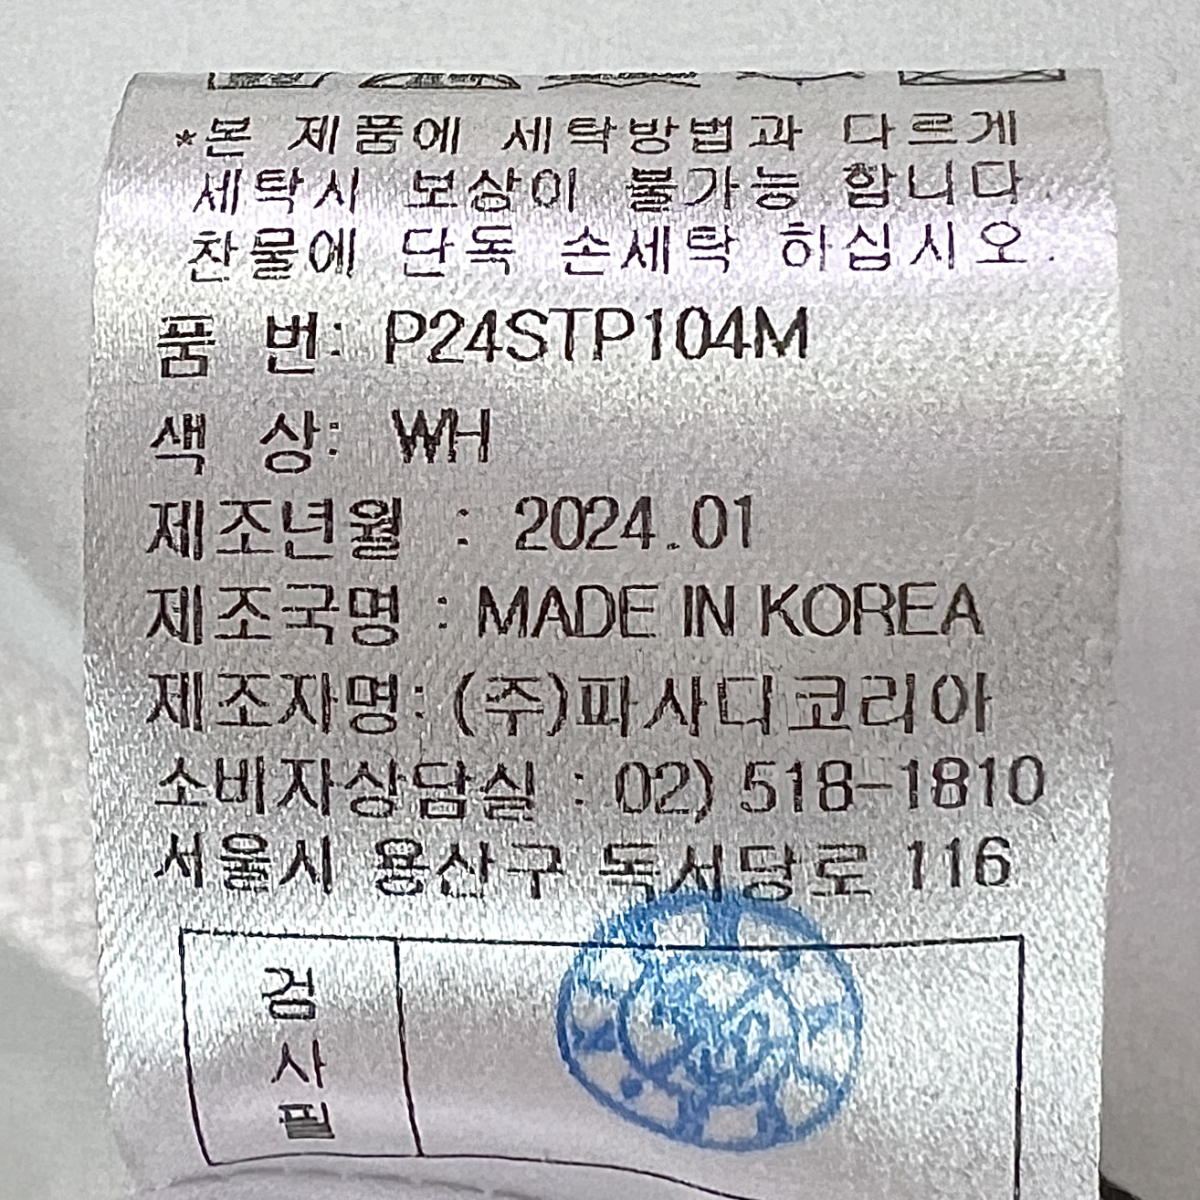 *본 제품에 세탁방법과 다르게
세탁시 보상이 불가능 합니다.
찬물에 단독 손세탁 하십시오.
품 번: P24STP104M
색 상: WH
제조년월 : 2024.01
제조국명 : MADE IN KOREA
제조자명: (주)파사디코리아
소비자상담실 : 02) 518-1810
서울시 용산구 독서당로 116
검
사
필